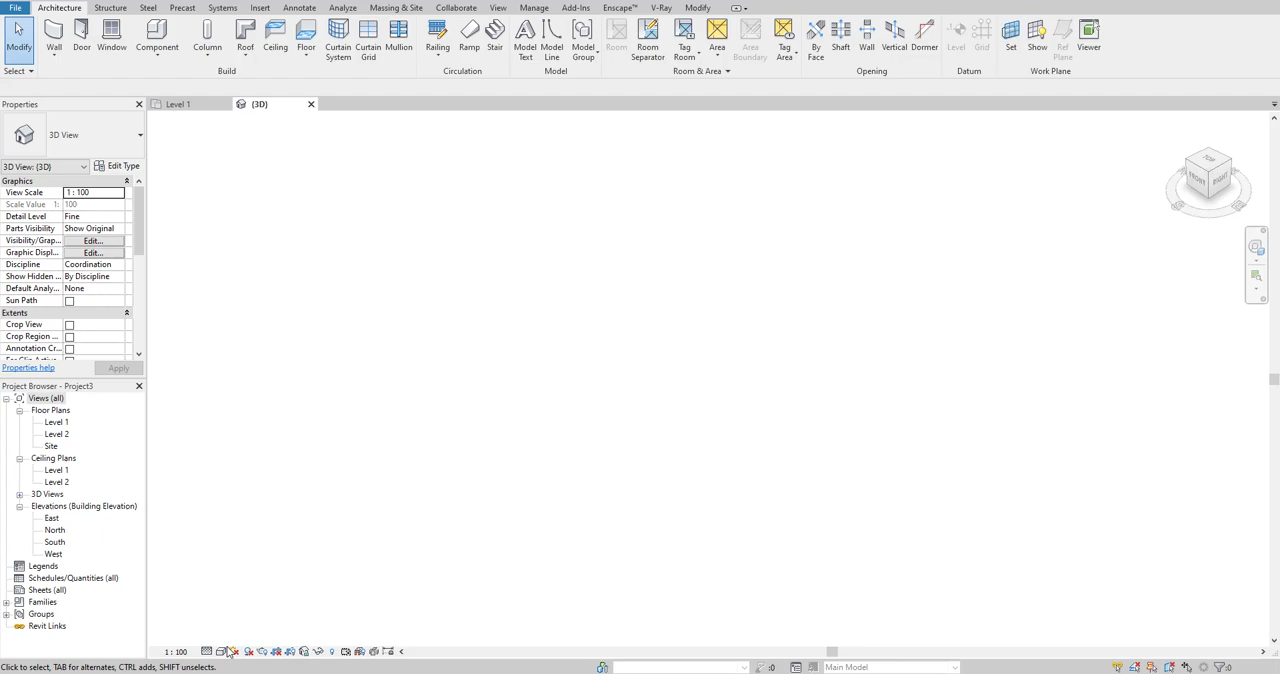 File Architecture Structure Steel Precast Systems Insert Annotate Analyze Massing & Site Collaborate View Manage Add-Ins Enscape™ V-Ray Modify
Modify Wall Door Window Component Column Roof Ceiling Floor Curtain System Curtain Grid Mullion Railing Ramp Stair Model Text Model Line Model Group Room Room Separator Tag Room Area Area Boundary Tag Area By Face Shaft Wall Vertical Dormer Level Grid Set Show Ref Plane Viewer
Select Build Circulation Model Room & Area Opening Datum Work Plane
Properties
Level 1 {3D}
3D View
TOP
FRONT RIGHT
3D View: {3D} Edit Type
Graphics
View Scale 1 : 100
Scale Value 1: 100
Detail Level Fine
Parts Visibility Show Original
Visibility/Grap... Edit...
Graphic Displ... Edit...
Discipline Coordination
Show Hidden ... By Discipline
Default Analy... None
Sun Path
Extents
Crop View
Crop Region ...
Annotation Cr...
Properties help Apply
Project Browser - Project3
Views (all)
Floor Plans
Level 1
Level 2
Site
Ceiling Plans
Level 1
Level 2
3D Views
Elevations (Building Elevation)
East
North
South
West
Legends
Schedules/Quantities (all)
Sheets (all)
Families
Groups
Revit Links
1 : 100
Click to select, TAB for alternates, CTRL adds, SHIFT unselects. :0 Main Model :0